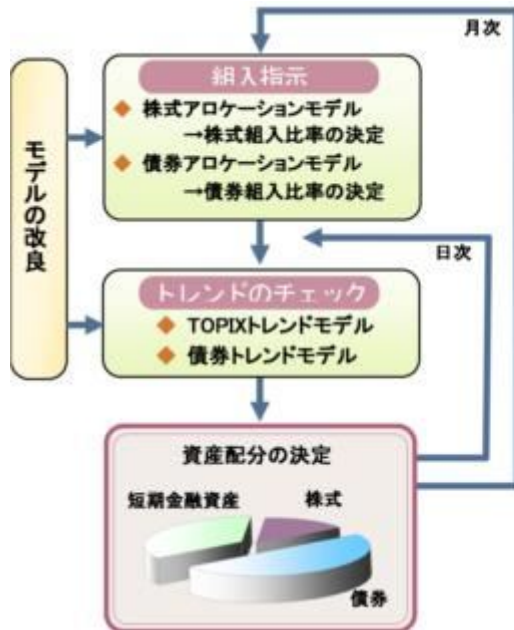 月次
組入指示
◆ 株式アロケーションモデル
→株式組入比率の決定
◆ 債券アロケーションモデル
→債券組入比率の決定
モデルの改良
日次
トレンドのチェック
◆ TOPIXトレンドモデル
◆ 債券トレンドモデル
資産配分の決定
短期金融資産
株式
債券